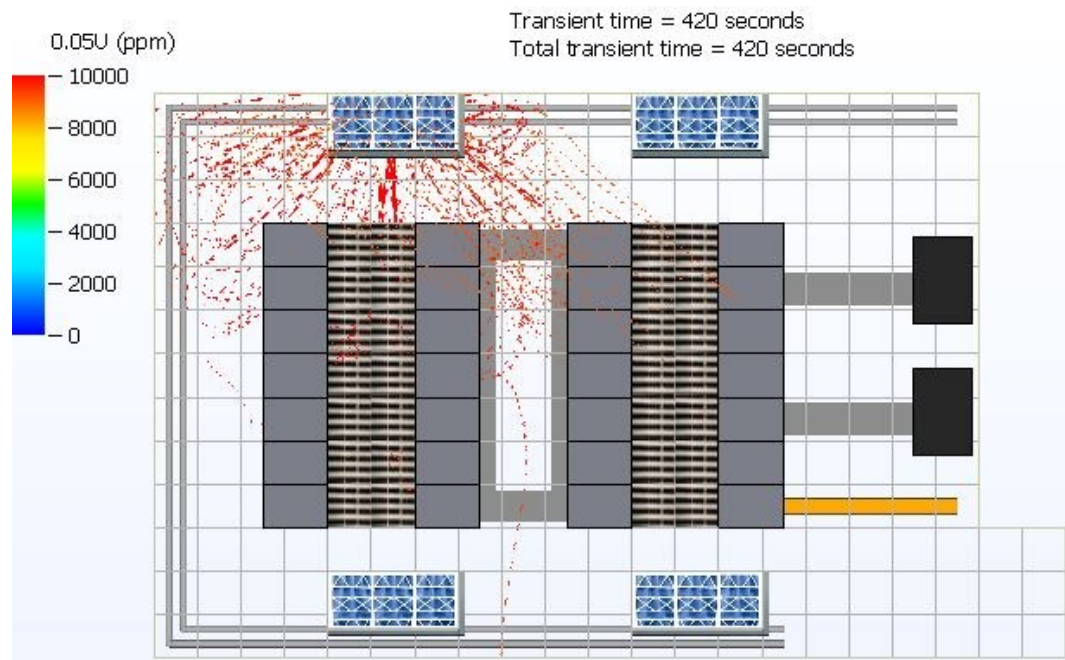 Transient time = 420 seconds
Total transient time = 420 seconds
0.05U (ppm)
10000
8000
6000
4000
2000
0